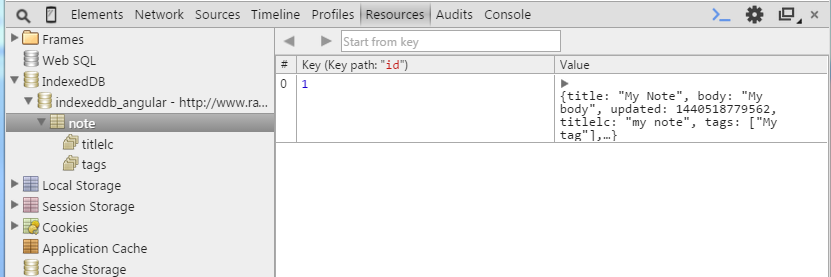 Elements Network Sources Timeline Profiles Resources Audits Console
Frames
Web SQL
IndexedDB
indexeddb_angular - http://www.ra...
note
titlelc
tags
Local Storage
Session Storage
Cookies
Application Cache
Cache Storage
Start from key
# Key (Key path: "id") Value
0 1
{title: "My Note", body: "My
body", updated: 1440518779562,
titlelc: "my note", tags: ["My
tag"],…}